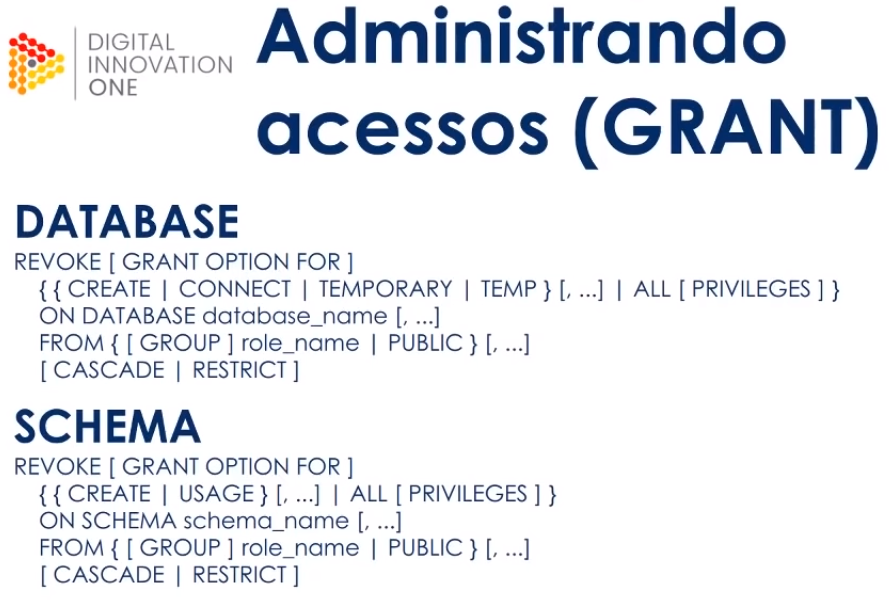 DIGITAL
INNOVATION
ONE
Administrando
acessos (GRANT)
DATABASE
REVOKE [ GRANT OPTION FOR ]
{ { CREATE | CONNECT | TEMPORARY | TEMP } [, ...] | ALL [ PRIVILEGES ] }
ON DATABASE database_name [, ...]
FROM { [ GROUP ] role_name | PUBLIC } [, ...]
[ CASCADE | RESTRICT ]
SCHEMA
REVOKE [ GRANT OPTION FOR ]
{ { CREATE | USAGE } [, ...] | ALL [ PRIVILEGES ] }
ON SCHEMA schema_name [, ...]
FROM { [ GROUP ] role_name | PUBLIC } [, ...]
[ CASCADE | RESTRICT ]